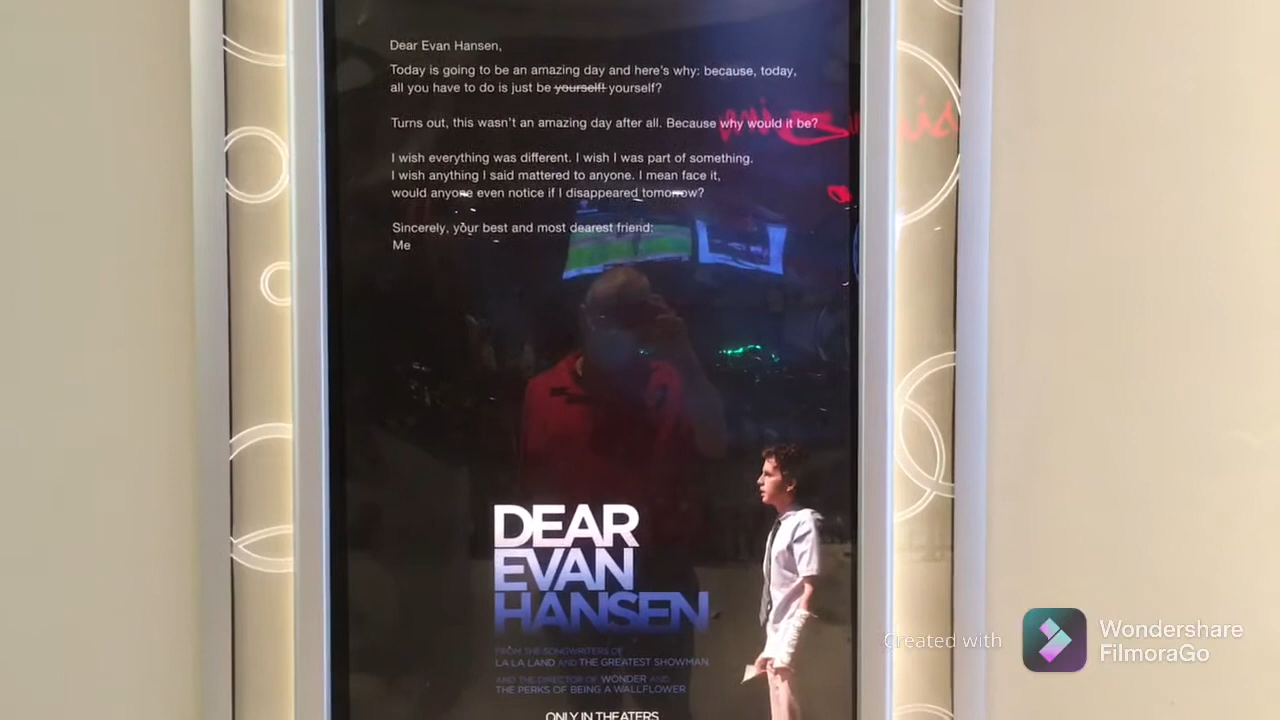 Dear Evan Hansen,
Today is going to be an amazing day and here's why: because, today,
all you have to do is just be yourself! yourself?
Turns out, this wasn't an amazing day after all. Because why would it be?
I wish everything was different. I wish I was part of something.
I wish anything I said mattered to anyone. I mean face it,
would anyone even notice if I disappeared tomorrow?
Sincerely, your best and most dearest friend:
Me
DEAR
EVAN
HANSEN
FROM THE SONGWRITERS OF
LA LA LAND AND THE GREATEST SHOWMAN
AND THE DIRECTOR OF WONDER AND
THE PERKS OF BEING A WALLFLOWER
ONLY IN THEATERS
Created with
Wondershare
FilmoraGo